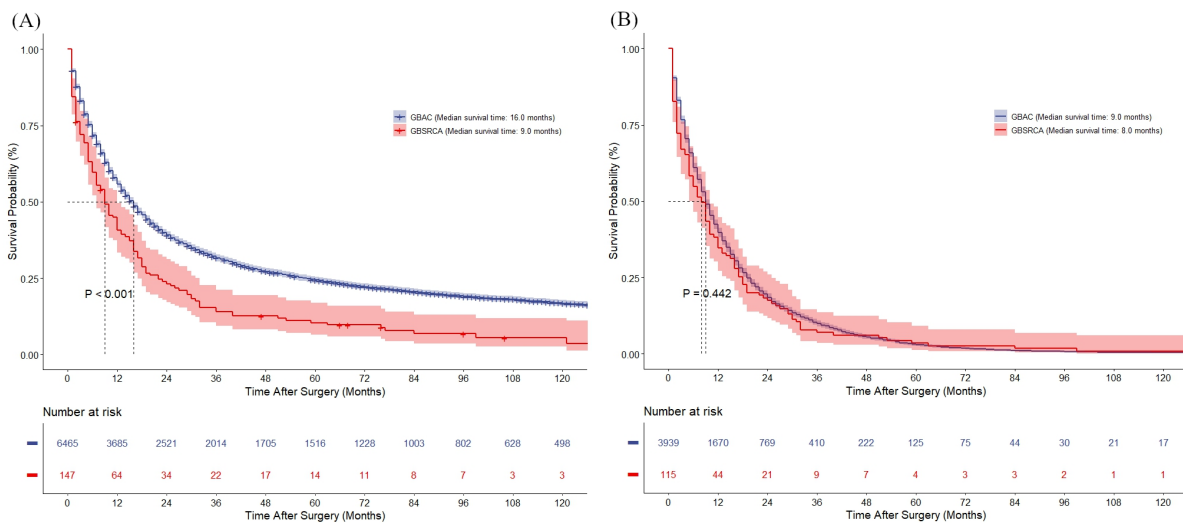 (A)
Survival Probability (%)
1.00
0.75
0.50
0.25
0.00
GBAC (Median survival time: 16.0 months)
GBSRCA (Median survival time: 9.0 months)
P < 0.001
0 12 24 36 48 60 72 84 96 108 120
Time After Surgery (Months)
Number at risk
6465 3685 2521 2014 1705 1516 1228 1003 802 628 498
147 64 34 22 17 14 11 8 7 3 3
0 12 24 36 48 60 72 84 96 108 120
Time After Surgery (Months)
(B)
Survival Probability (%)
1.00
0.75
0.50
0.25
0.00
GBAC (Median survival time: 9.0 months)
GBSRCA (Median survival time: 8.0 months)
P = 0.442
0 12 24 36 48 60 72 84 96 108 120
Time After Surgery (Months)
Number at risk
3939 1670 769 410 222 125 75 44 30 21 17
115 44 21 9 7 4 3 3 2 1 1
0 12 24 36 48 60 72 84 96 108 120
Time After Surgery (Months)